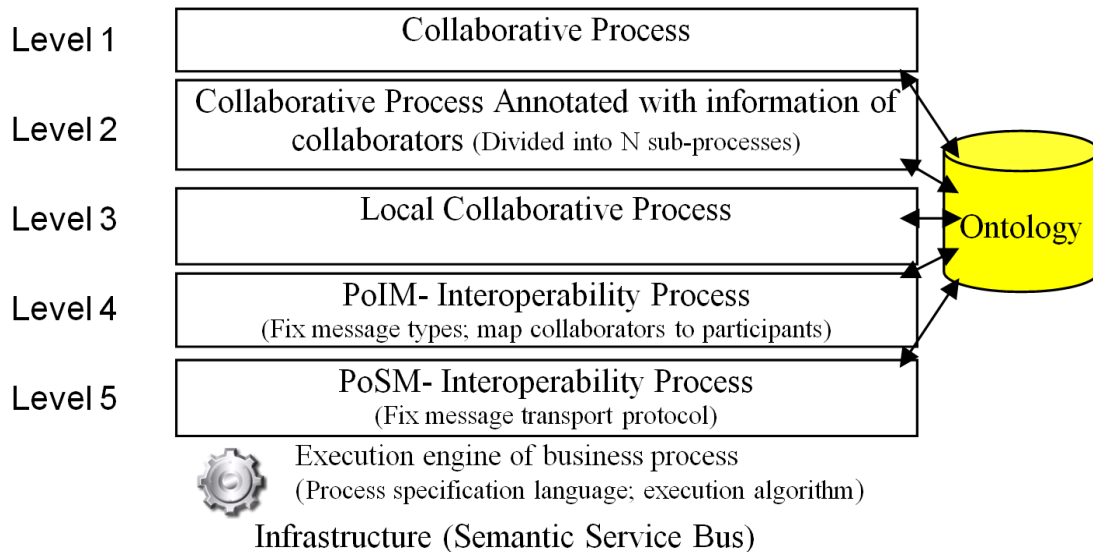 Level 1
Collaborative Process
Level 2
Collaborative Process Annotated with information of
collaborators (Divided into N sub-processes)
Level 3
Local Collaborative Process
Ontology
Level 4
PoIM- Interoperability Process
(Fix message types; map collaborators to participants)
Level 5
PoSM- Interoperability Process
(Fix message transport protocol)
Execution engine of business process
(Process specification language; execution algorithm)
Infrastructure (Semantic Service Bus)